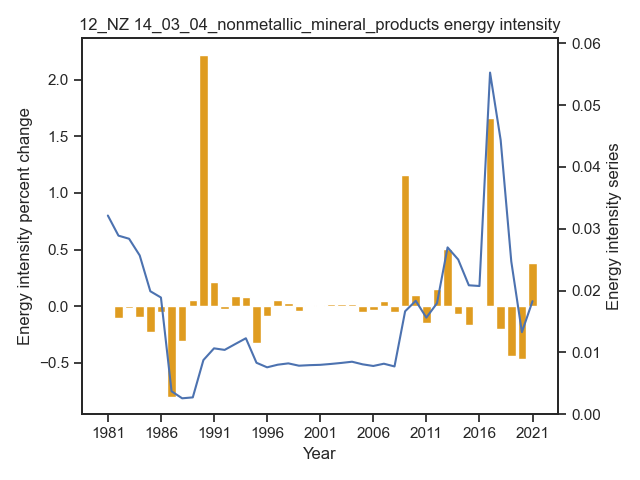 12_NZ 14_03_04_nonmetallic_mineral_products energy intensity
Energy intensity percent change
2.0
1.5
1.0
0.5
0.0
−0.5
0.06
0.05
0.04
0.03
0.02
0.01
0.00
Energy intensity series
1981 1986 1991 1996 2001 2006 2011 2016 2021
Year